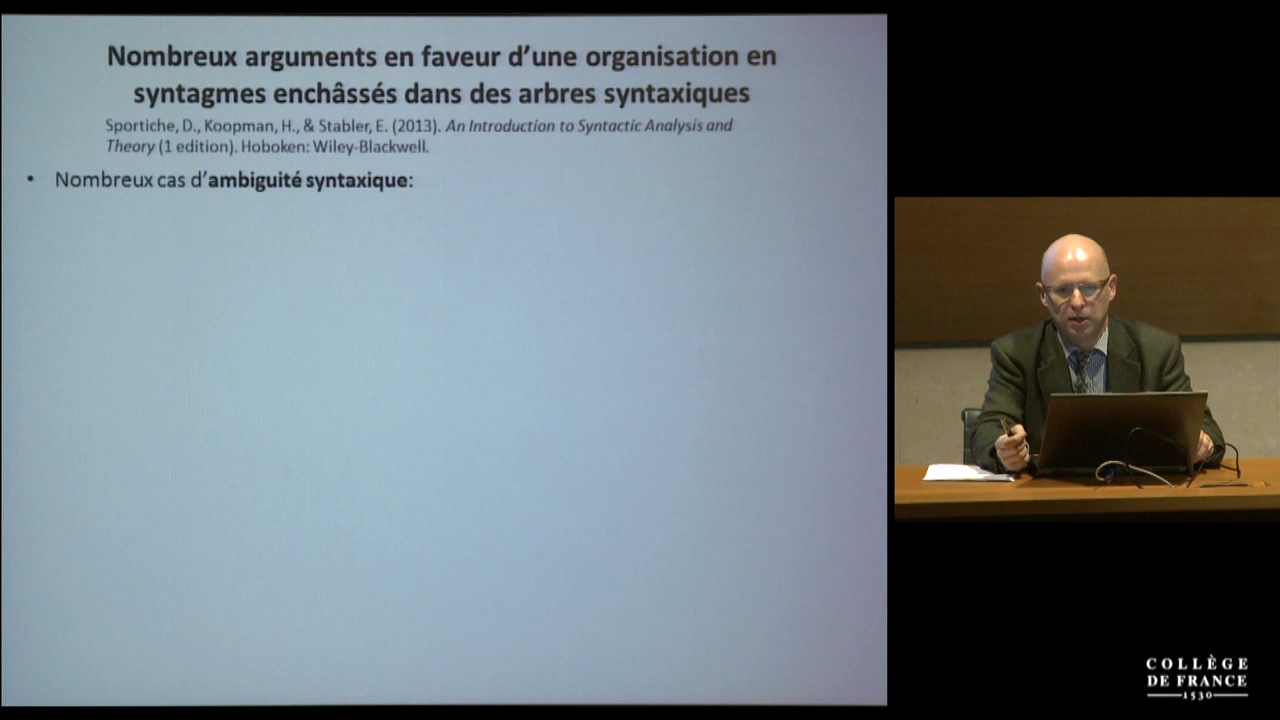 Nombreux arguments en faveur d'une organisation en
syntagmes enchâssés dans des arbres syntaxiques
Sportiche, D., Koopman, H., & Stabler, E. (2013). An Introduction to Syntactic Analysis and
Theory (1 edition). Hoboken: Wiley-Blackwell.
• Nombreux cas d'ambiguité syntaxique:
COLLÈGE
DE FRANCE
1530